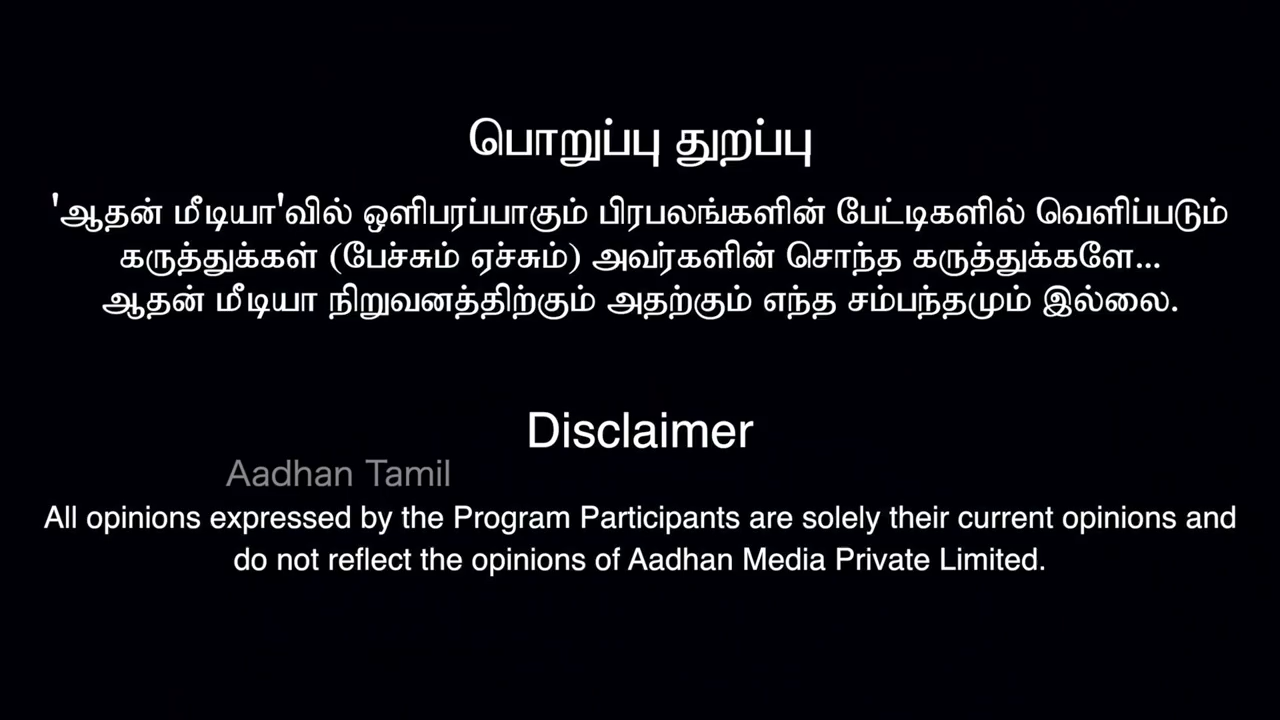 பொறுப்பு துறப்பு
'ஆதன் மீடியா'வில் ஒளிபரப்பாகும் பிரபலங்களின் பேட்டிகளில் வெளிப்படும்
கருத்துக்கள் (பேச்சும் ஏச்சும்) அவர்களின் சொந்த கருத்துக்களே...
ஆதன் மீடியா நிறுவனத்திற்கும் அதற்கும் எந்த சம்பந்தமும் இல்லை.
Disclaimer
Aadhan Tamil
All opinions expressed by the Program Participants are solely their current opinions and
do not reflect the opinions of Aadhan Media Private Limited.